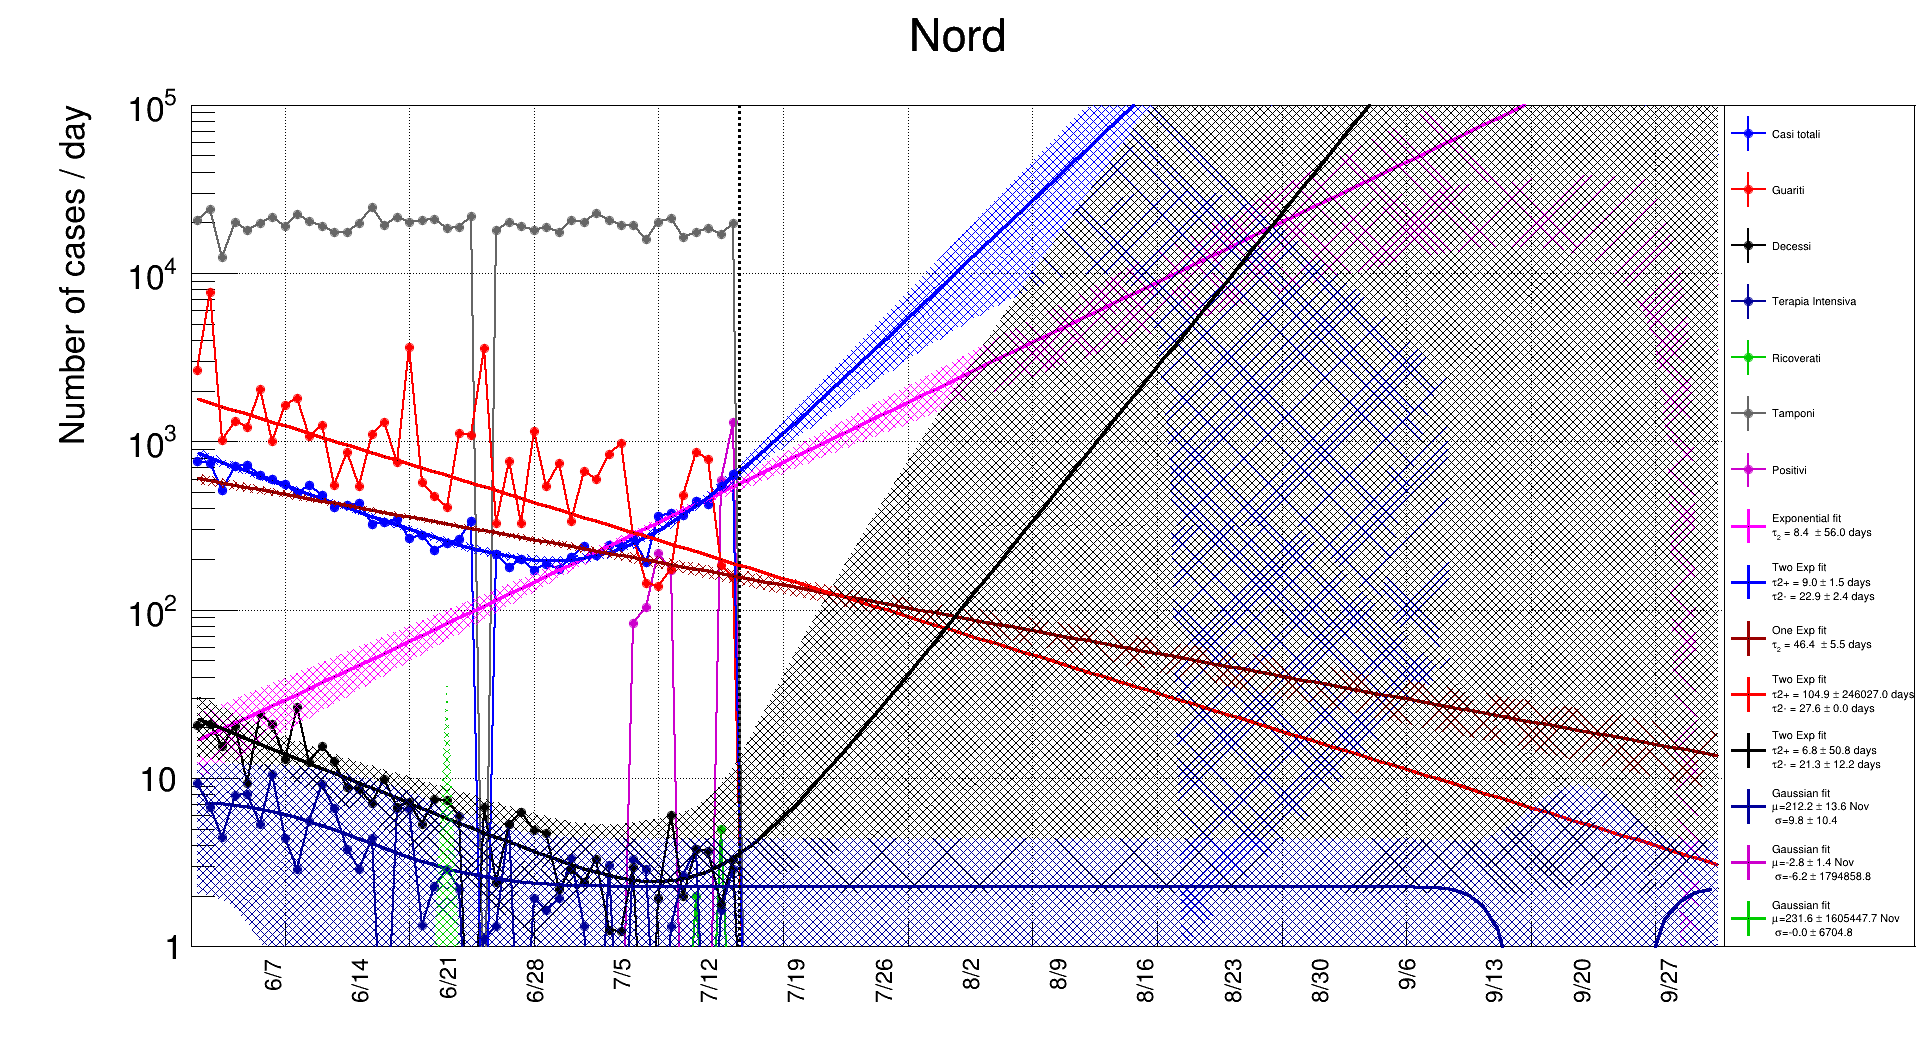 Nord
Number of cases / day
10^5
10^4
10^3
10^2
10
1
6/7
6/14
6/21
6/28
7/5
7/12
7/19
7/26
8/2
8/9
8/16
8/23
8/30
9/6
9/13
9/20
9/27
Casi totali
Guariti
Decessi
Terapia Intensiva
Ricoverati
Tamponi
Positivi
Exponential fit
τ₂ = 8.4 ± 56.0 days
Two Exp fit
τ2+ = 9.0 ± 1.5 days
τ2- = 22.9 ± 2.4 days
One Exp fit
τ₂ = 46.4 ± 5.5 days
Two Exp fit
τ2+ = 104.9 ± 246027.0 days
τ2- = 27.6 ± 0.0 days
Two Exp fit
τ2+ = 6.8 ± 50.8 days
τ2- = 21.3 ± 12.2 days
Gaussian fit
μ=212.2 ± 13.6 Nov
σ=9.8 ± 10.4
Gaussian fit
μ=-2.8 ± 1.4 Nov
σ=-6.2 ± 1794858.8
Gaussian fit
μ=231.6 ± 1605447.7 Nov
σ=-0.0 ± 6704.8